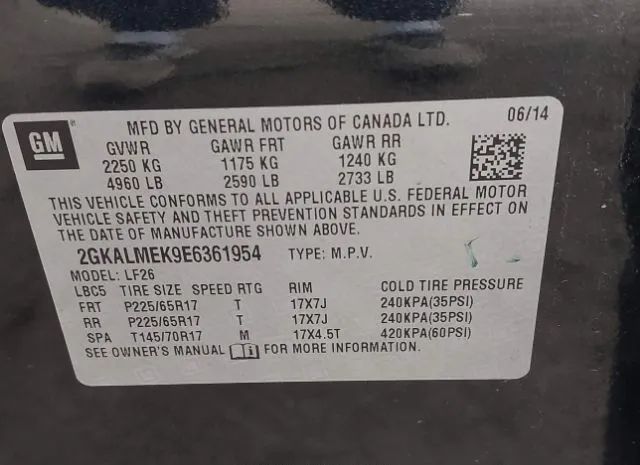 GM
MFD BY GENERAL MOTORS OF CANADA LTD. 06/14
GVWR GAWR FRT GAWR RR
2250 KG 1175 KG 1240 KG
4960 LB 2590 LB 2733 LB
THIS VEHICLE CONFORMS TO ALL APPLICABLE U.S. FEDERAL MOTOR
VEHICLE SAFETY AND THEFT PREVENTION STANDARDS IN EFFECT ON
THE DATE OF MANUFACTURE SHOWN ABOVE.
2GKALMEK9E6361954 TYPE: M.P.V.
MODEL: LF26
LBC5 TIRE SIZE SPEED RTG RIM COLD TIRE PRESSURE
FRT P225/65R17 T 17X7J 240KPA(35PSI)
RR P225/65R17 T 17X7J 240KPA(35PSI)
SPA T145/70R17 M 17X4.5T 420KPA(60PSI)
SEE OWNER'S MANUAL FOR MORE INFORMATION.